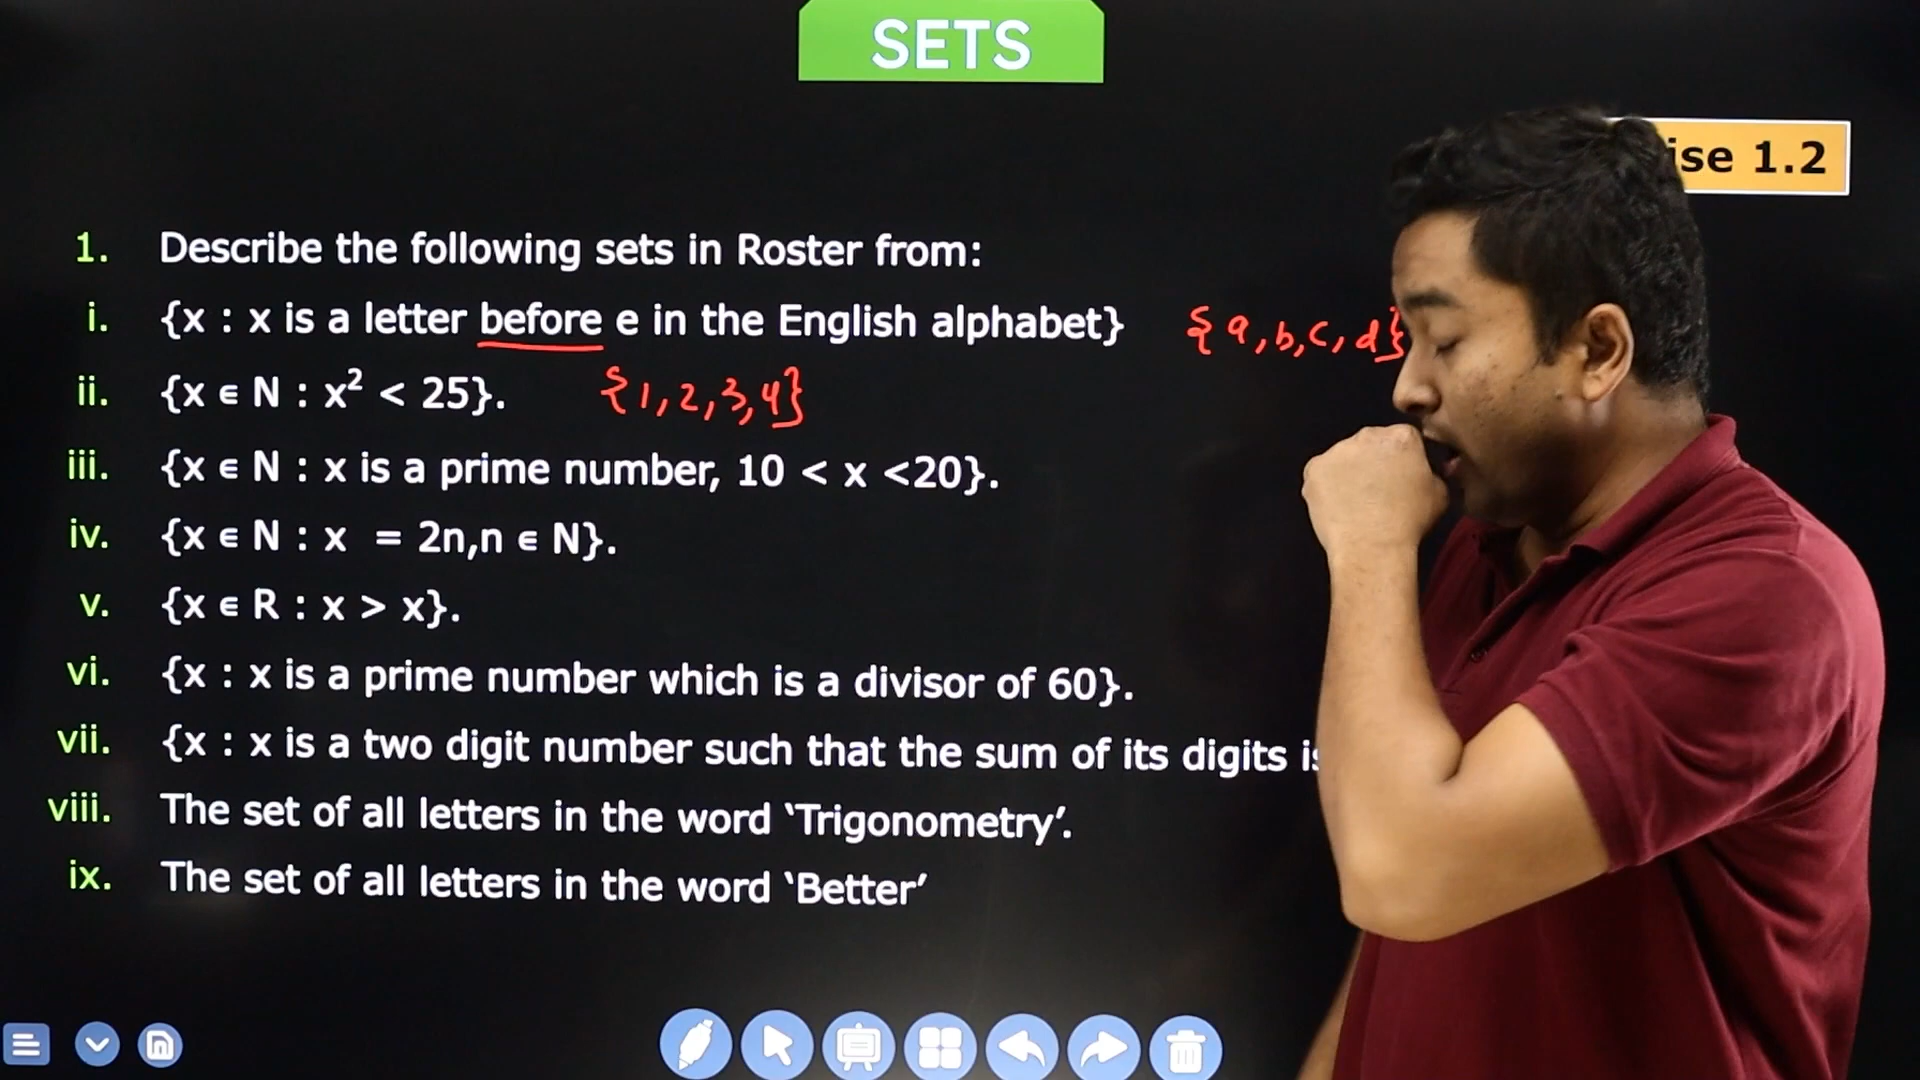 SETS
ise 1.2
1. Describe the following sets in Roster from:
i. {x : x is a letter before e in the English alphabet} {a,b,c,d}
ii. {x ∊ N : x² < 25}. {1,2,3,4}
iii. {x ∊ N : x is a prime number, 10 < x <20}.
iv. {x ∊ N : x = 2n,n ∊ N}.
v. {x ∊ R : x > x}.
vi. {x : x is a prime number which is a divisor of 60}.
vii. {x : x is a two digit number such that the sum of its digits is
viii. The set of all letters in the word ‘Trigonometry’.
ix. The set of all letters in the word ‘Better’